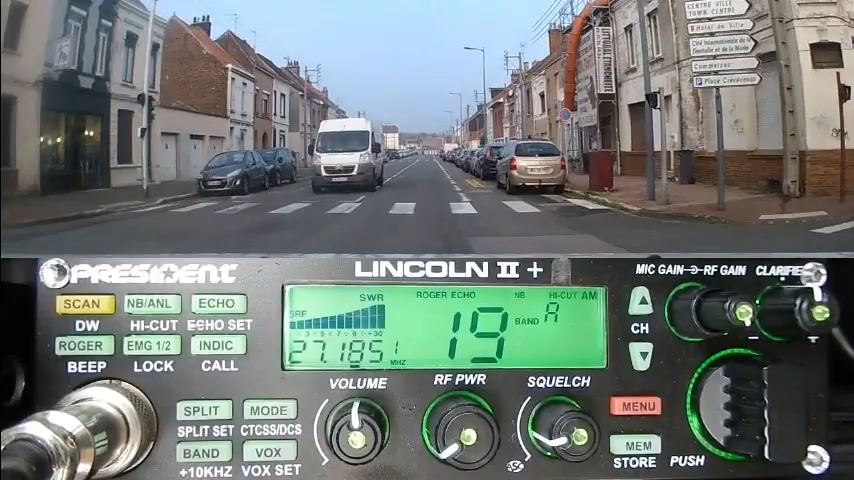 CENTRE VILLE
TOWN CENTRE
Hôtel de Ville
Cité Internationale de la
Dentelle et de la Mode
Commerces
P Place Crèvecoeur
PRESIDENT
LINCOLN II +
MIC GAIN RF GAIN CLARIFIER
SCAN NB/ANL ECHO
DW HI-CUT ECHO SET
ROGER EMG 1/2 INDIC
BEEP LOCK CALL
SPLIT MODE
SPLIT SET CTCSS/DCS
BAND VOX
+10KHZ VOX SET
SWR ROGER ECHO NB HI-CUT AM
SRF
19 BAND A
27.185 MHZ
CH
VOLUME RF PWR SQUELCH
ASC
MENU
MEM
STORE PUSH